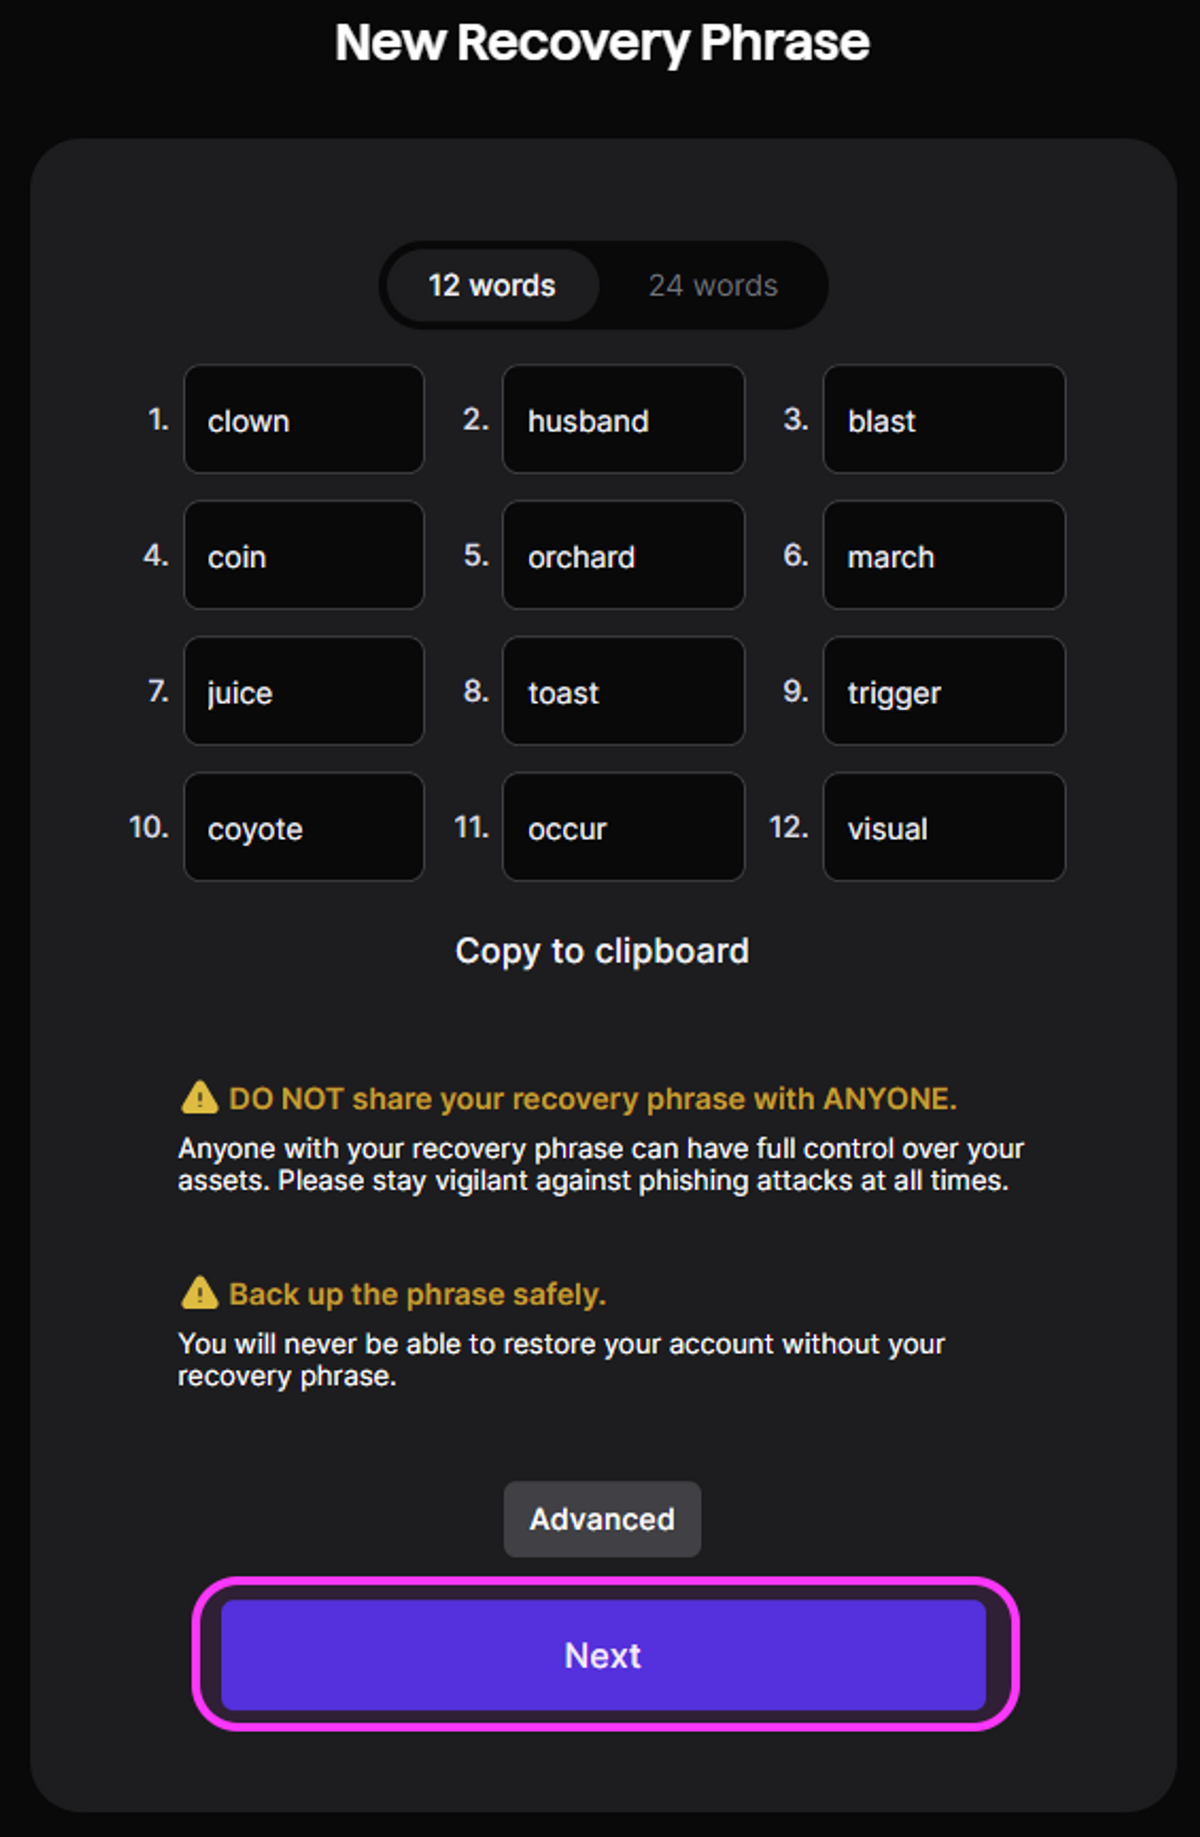 New Recovery Phrase
12 words 24 words
1. clown 2. husband 3. blast
4. coin 5. orchard 6. march
7. juice 8. toast 9. trigger
10. coyote 11. occur 12. visual
Copy to clipboard
DO NOT share your recovery phrase with ANYONE.
Anyone with your recovery phrase can have full control over your
assets. Please stay vigilant against phishing attacks at all times.
Back up the phrase safely.
You will never be able to restore your account without your
recovery phrase.
Advanced
Next